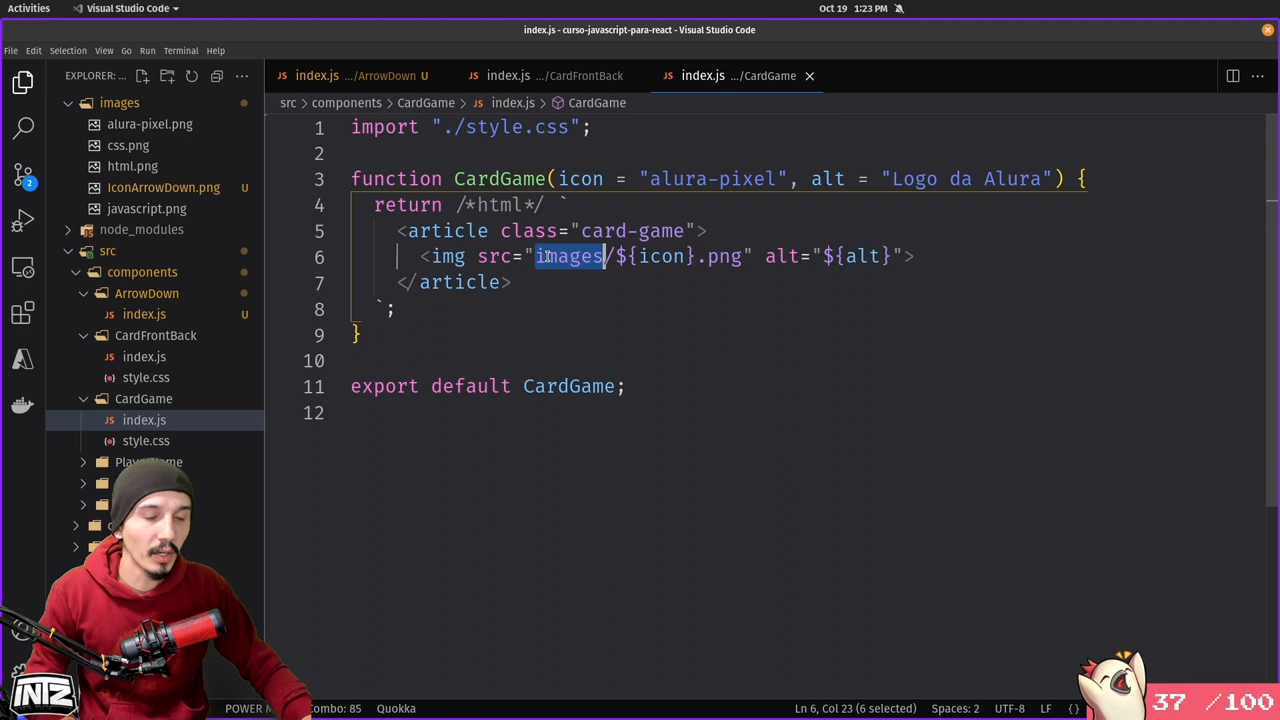 Activities
Visual Studio Code
Oct 19 1:23 PM
index.js - curso-javascript-para-react - Visual Studio Code
File Edit Selection View Go Run Terminal Help
EXPLORER: ...
index.js .../ArrowDown U
index.js .../CardFrontBack
index.js .../CardGame
src > components > CardGame > JS index.js > CardGame
images
alura-pixel.png
css.png
html.png
IconArrowDown.png U
javascript.png
node_modules
src
components
ArrowDown
JS index.js U
CardFrontBack
JS index.js
style.css
CardGame
JS index.js
style.css
2
1 import "./style.css";
2
3 function CardGame(icon = "alura-pixel", alt = "Logo da Alura") {
4 return /*html*/ `
5 <article class="card-game">
6 <img src="images/${icon}.png" alt="${alt}">
7 </article>
8 `;
9 }
10
11 export default CardGame;
12
INTZ
Combo: 85
Quokka
Ln 6, Col 23 (6 selected)
Spaces: 2
UTF-8
LF
{ }
37 /100